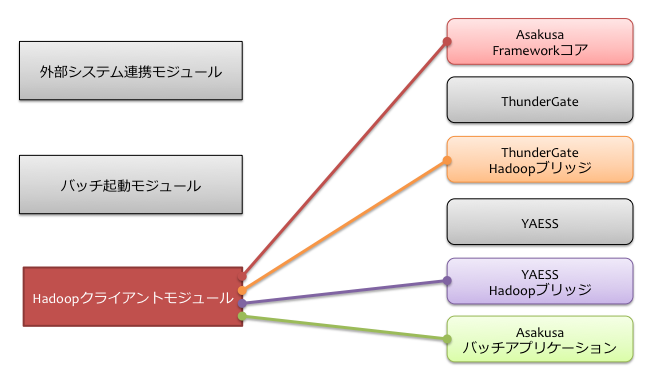 外部システム連携モジュール
バッチ起動モジュール
Hadoopクライアントモジュール
Asakusa
Frameworkコア
ThunderGate
ThunderGate
Hadoopブリッジ
YAESS
YAESS
Hadoopブリッジ
Asakusa
バッチアプリケーション